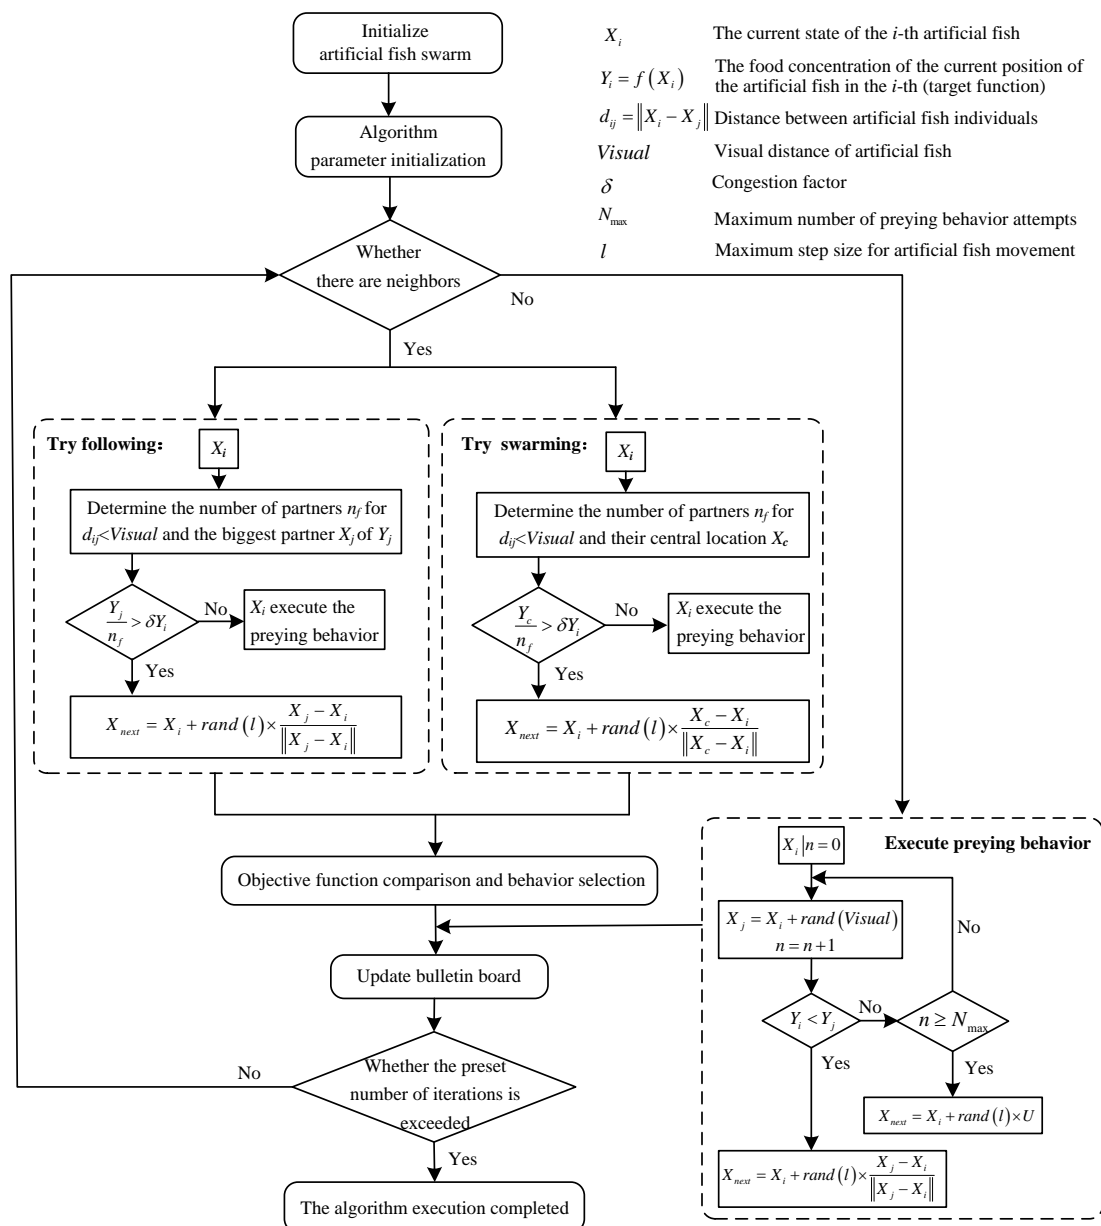 Initialize
artificial fish swarm
Algorithm
parameter initialization
X_i The current state of the i-th artificial fish
Y_i = f(X_i) The food concentration of the current position of
the artificial fish in the i-th (target function)
d_ij = ‖X_i − X_j‖ Distance between artificial fish individuals
Visual Visual distance of artificial fish
δ Congestion factor
N_max Maximum number of preying behavior attempts
l Maximum step size for artificial fish movement
Whether
there are neighbors
No
Yes
Try following：
X_i
Determine the number of partners n_f for
d_ij<Visual and the biggest partner X_j of Y_j
Y_j / n_f > δY_i
No
X_i execute the
preying behavior
Yes
X_next = X_i + rand(l) × (X_j − X_i) / ‖X_j − X_i‖
Try swarming：
X_i
Determine the number of partners n_f for
d_ij<Visual and their central location X_c
Y_c / n_f > δY_i
No
X_i execute the
preying behavior
Yes
X_next = X_i + rand(l) × (X_c − X_i) / ‖X_c − X_i‖
Objective function comparison and behavior selection
Update bulletin board
Whether the preset
number of iterations is
exceeded
No
Yes
The algorithm execution completed
Execute preying behavior
X_i | n = 0
X_j = X_i + rand(Visual)
n = n + 1
No
Y_i < Y_j
No
n ≥ N_max
Yes
Yes
X_next = X_i + rand(l) × U
X_next = X_i + rand(l) × (X_j − X_i) / ‖X_j − X_i‖